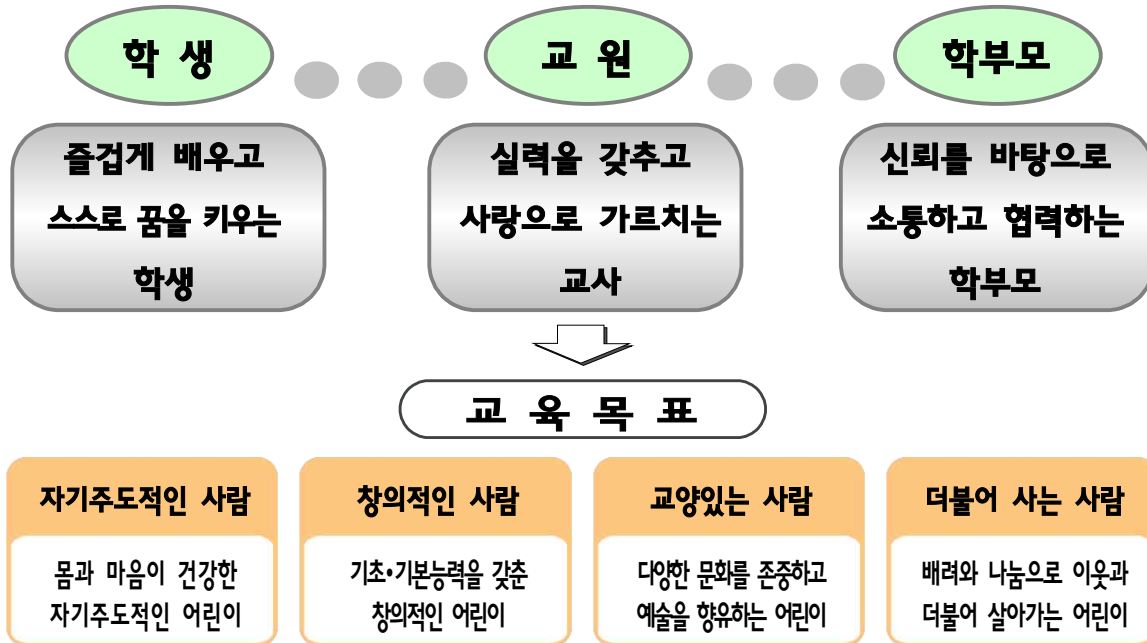 학 생
교 원
학부모
즐겁게 배우고
스스로 꿈을 키우는
학생
실력을 갖추고
사랑으로 가르치는
교사
신뢰를 바탕으로
소통하고 협력하는
학부모
교 육 목 표
자기주도적인 사람
몸과 마음이 건강한
자기주도적인 어린이
창의적인 사람
기초•기본능력을 갖춘
창의적인 어린이
교양있는 사람
다양한 문화를 존중하고
예술을 향유하는 어린이
더불어 사는 사람
배려와 나눔으로 이웃과
더불어 살아가는 어린이